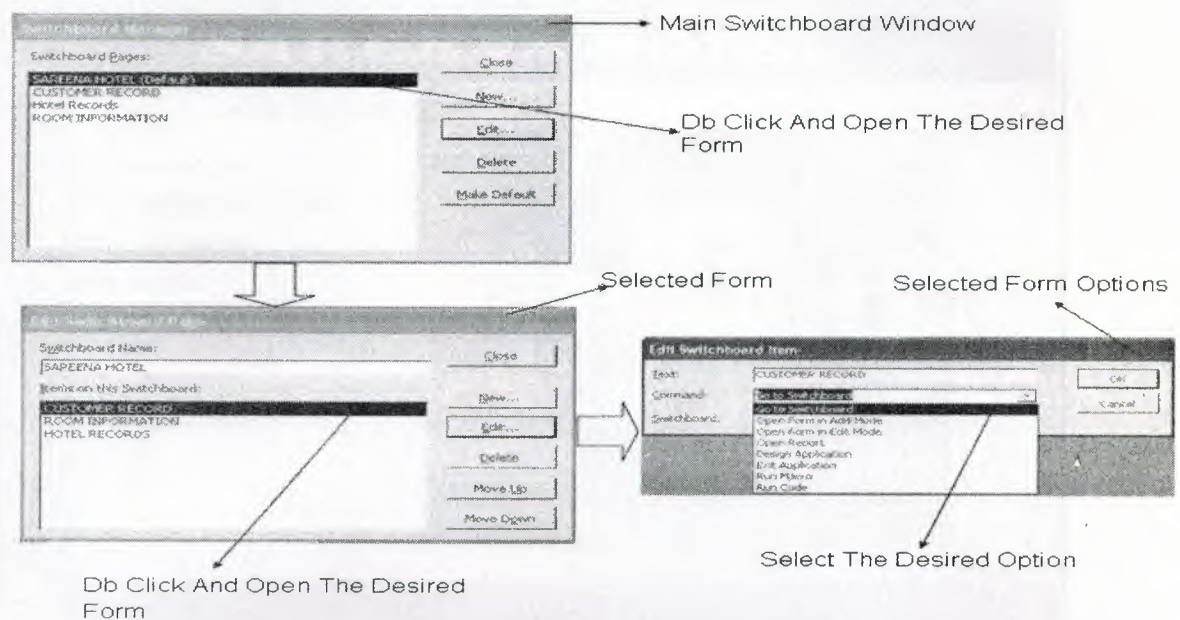 Switchboard Manager
Main Switchboard Window
Switchboard Pages:
SAREENA HOTEL (Default)
CUSTOMER RECORD
Hotel Records
ROOM INFORMATION
Close
New...
Edit...
Delete
Make Default
Db Click And Open The Desired
Form
Selected Form
Selected Form Options
Edit Switchboard Page
Switchboard Name:
SAREENA HOTEL
Items on this Switchboard:
CUSTOMER RECORD
ROOM INFORMATION
HOTEL RECORDS
Close
New...
Edit...
Delete
Move Up
Move Down
Edit Switchboard Item
Text:
CUSTOMER RECORD
OK
Command:
Go to Switchboard
Cancel
Switchboard:
Go to Switchboard
Open Form in Add Mode
Open Form in Edit Mode
Open Report
Design Application
Exit Application
Run Macro
Run Code
Select The Desired Option
Db Click And Open The Desired
Form